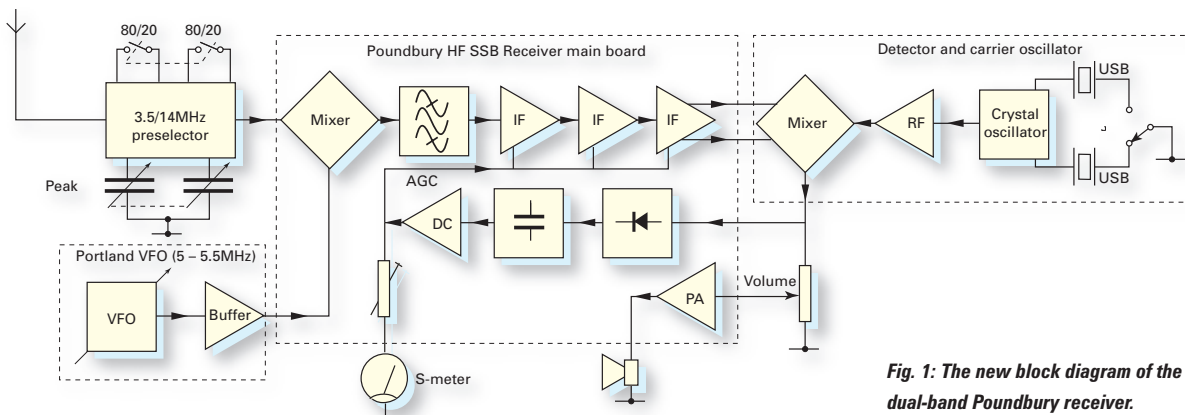 80/20
80/20
3.5/14MHz
preselector
Peak
Portland VFO (5 – 5.5MHz)
VFO
Buffer
Poundbury HF SSB Receiver main board
Mixer
IF
IF
IF
AGC
DC
PA
Volume
S-meter
Detector and carrier oscillator
Mixer
RF
Crystal
oscillator
USB
USB
Fig. 1: The new block diagram of the
dual-band Poundbury receiver.